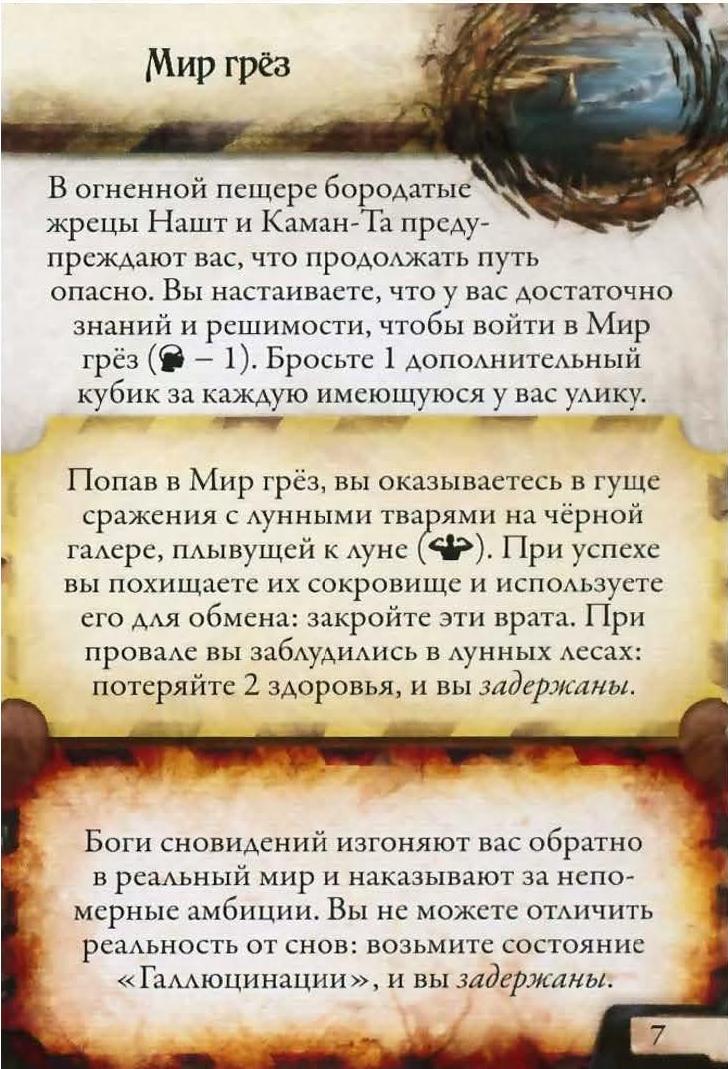 Мир грёз
В огненной пещере бородатые
жрецы Нашт и Каман-Та преду-
преждают вас, что продолжать путь
опасно. Вы настаиваете, что у вас достаточно
знаний и решимости, чтобы войти в Мир
грёз ( – 1). Бросьте 1 дополнительный
кубик за каждую имеющуюся у вас улику.
Попав в Мир грёз, вы оказываетесь в гуще
сражения с лунными тварями на чёрной
галере, плывущей к луне ( ). При успехе
вы похищаете их сокровище и используете
его для обмена: закройте эти врата. При
провале вы заблудились в лунных лесах:
потеряйте 2 здоровья, и вы задержаны.
Боги сновидений изгоняют вас обратно
в реальный мир и наказывают за непо-
мерные амбиции. Вы не можете отличить
реальность от снов: возьмите состояние
«Галлюцинации», и вы задержаны.
7